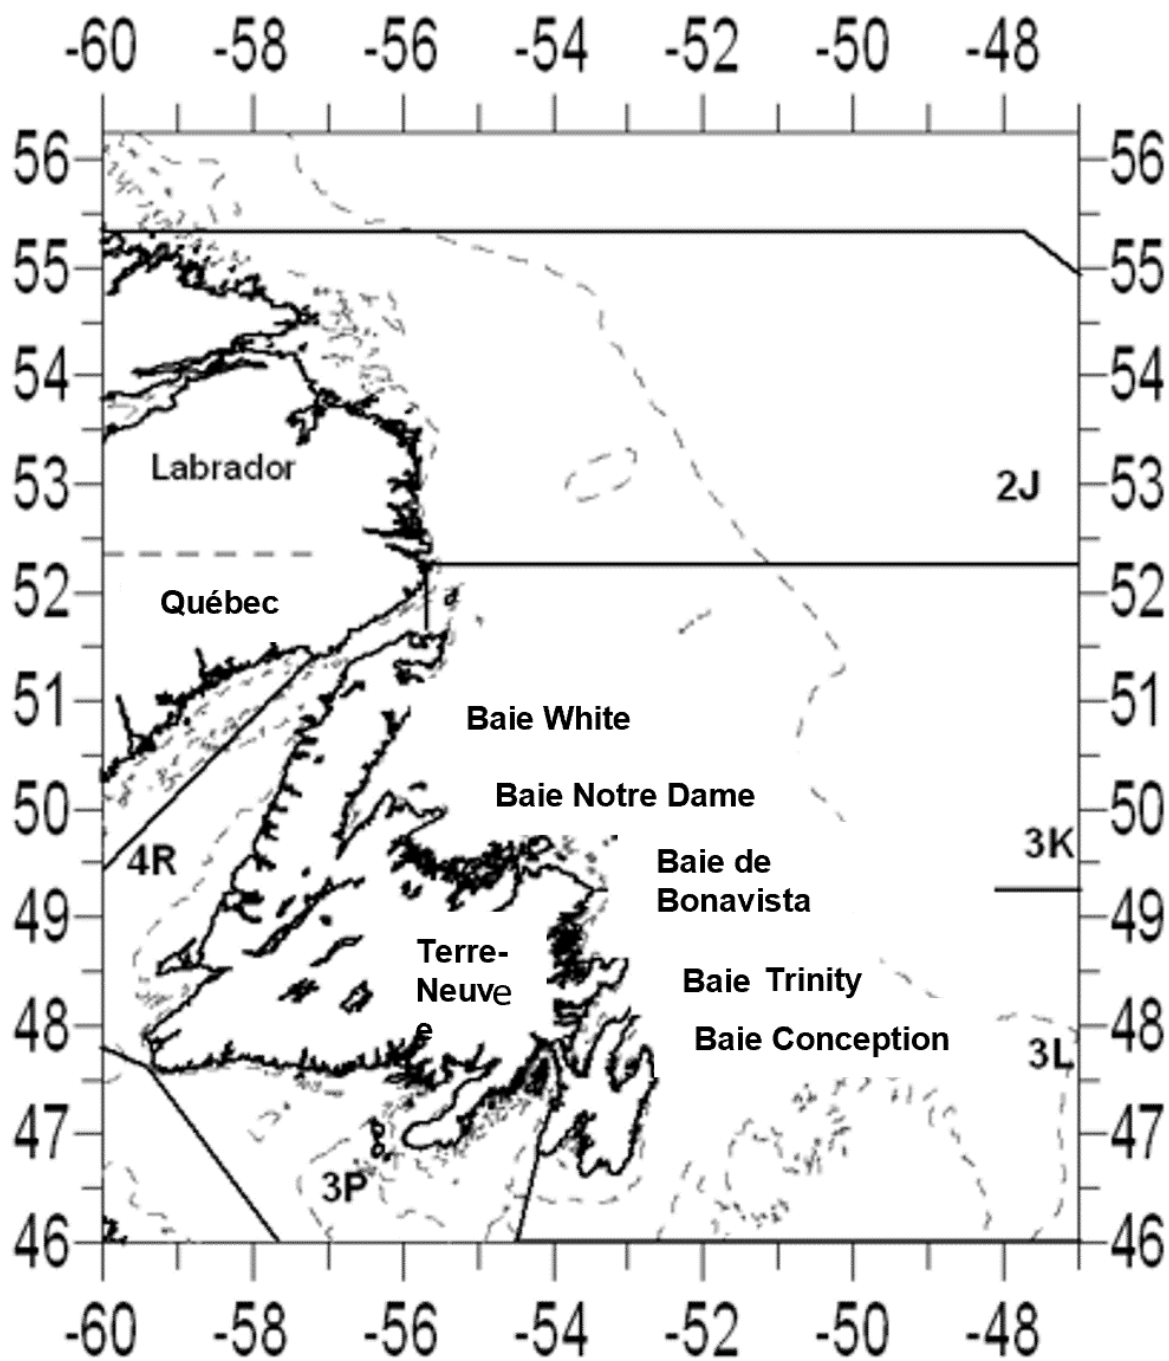 -60 -58 -56 -54 -52 -50 -48
56 56
55 55
54 54
Labrador
53 53
2J
52 52
Québec
51 51
Baie White
50 50
Baie Notre Dame
3K
4R
Baie de
Bonavista
49 49
Terre-
Neuve
e
Baie Trinity
48 48
Baie Conception
3L
47 47
3P
46 46
-60 -58 -56 -54 -52 -50 -48